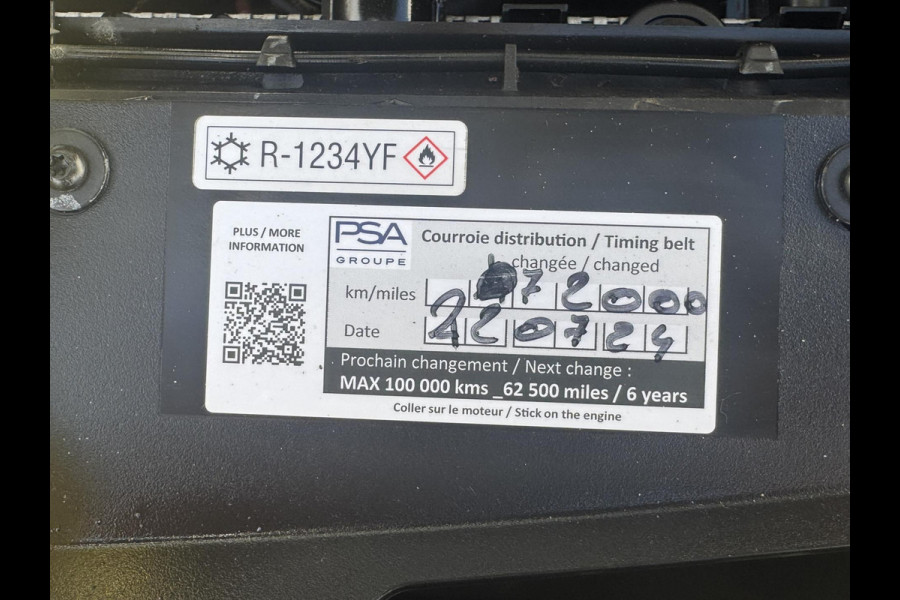 R-1234YF
PLUS / MORE
INFORMATION
PSA
GROUPE
Courroie distribution / Timing belt
changée / changed
km/miles 072000
Date 220724
Prochain changement / Next change :
MAX 100 000 kms _62 500 miles / 6 years
Coller sur le moteur / Stick on the engine